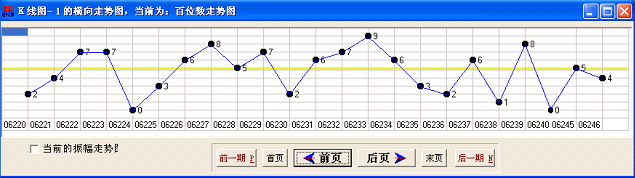 K 线图- 1 的横向走势图，当前为：百位数走势图
2 4 7 7 0 3 6 8 5 7 2 6 7 9 6 3 2 6 1 8 0 5 4
06220 06221 06222 06223 06224 06225 06226 06227 06228 06229 06230 06231 06232 06233 06234 06235 06236 06237 06238 06239 06240 06245 06246
当前的振幅走势图
前一期 P 首页 前页 后页 末页 后一期 N